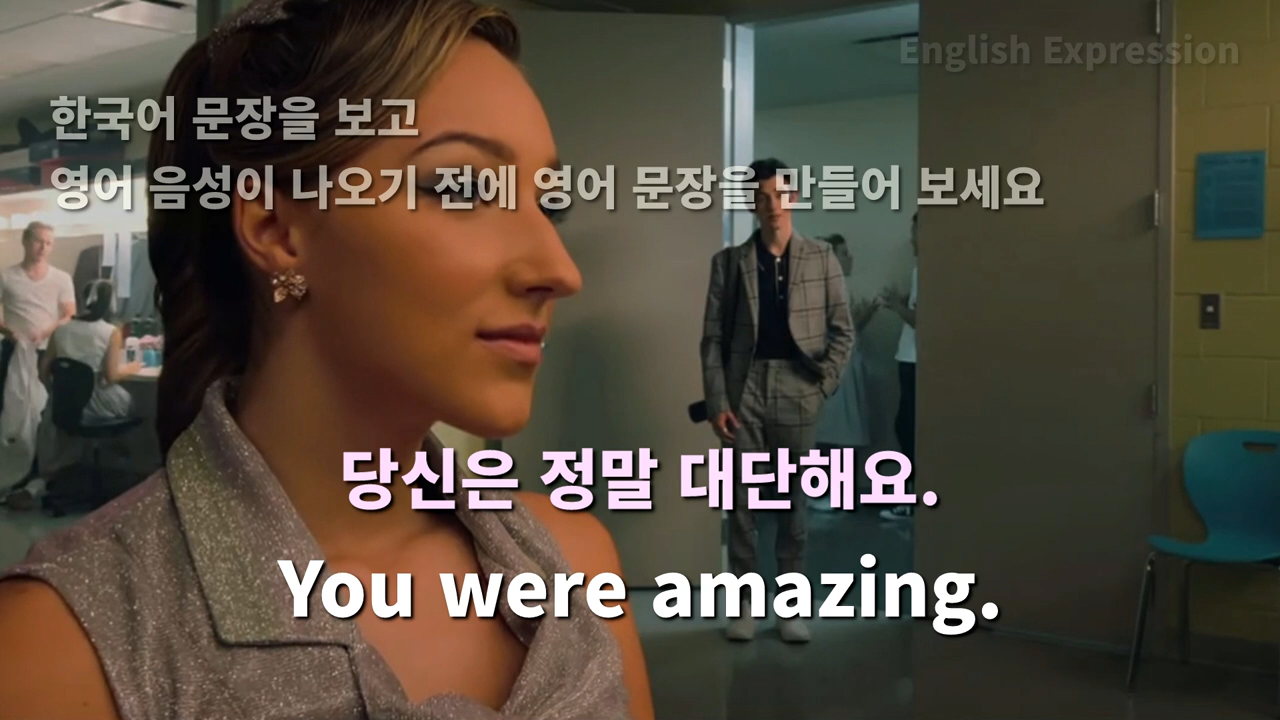 English Expression
한국어 문장을 보고
영어 음성이 나오기 전에 영어 문장을 만들어 보세요
당신은 정말 대단해요.
You were amazing.